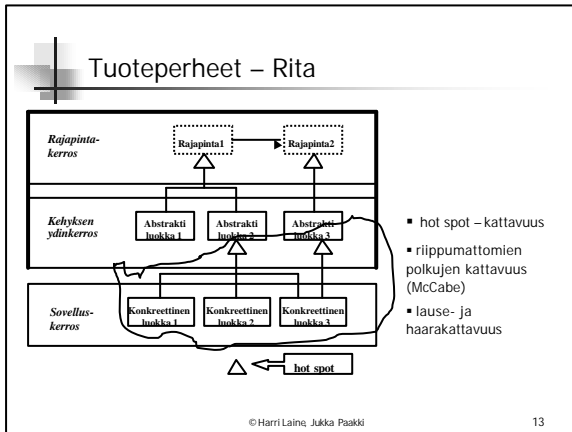 Tuoteperheet – Rita
Rajapinta-
kerros
Rajapinta1
Rajapinta2
Kehyksen
ydinkerros
Abstrakti
luokka 1
Abstrakti
luokka 2
Abstrakti
luokka 3
Sovellus-
kerros
Konkreettinen
luokka 1
Konkreettinen
luokka 2
Konkreettinen
luokka 3
hot spot
▪ hot spot – kattavuus
▪ riippumattomien
polkujen kattavuus
(McCabe)
▪ lause- ja
haarakattavuus
© Harri Laine, Jukka Paakki
13